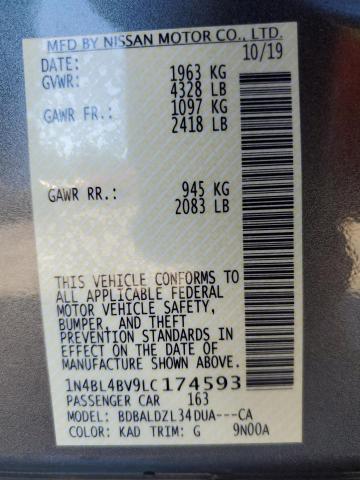 MFD BY NISSAN MOTOR CO., LTD.
DATE: 10/19
GVWR: 1963 KG
4328 LB
GAWR FR.: 1097 KG
2418 LB
GAWR RR.: 945 KG
2083 LB
THIS VEHICLE CONFORMS TO
ALL APPLICABLE FEDERAL
MOTOR VEHICLE SAFETY,
BUMPER, AND THEFT
PREVENTION STANDARDS IN
EFFECT ON THE DATE OF
MANUFACTURE SHOWN ABOVE.
1N4BL4BV9LC174593
PASSENGER CAR 163
MODEL: BDBALDZL34DUA---CA
COLOR: KAD TRIM: G 9N00A